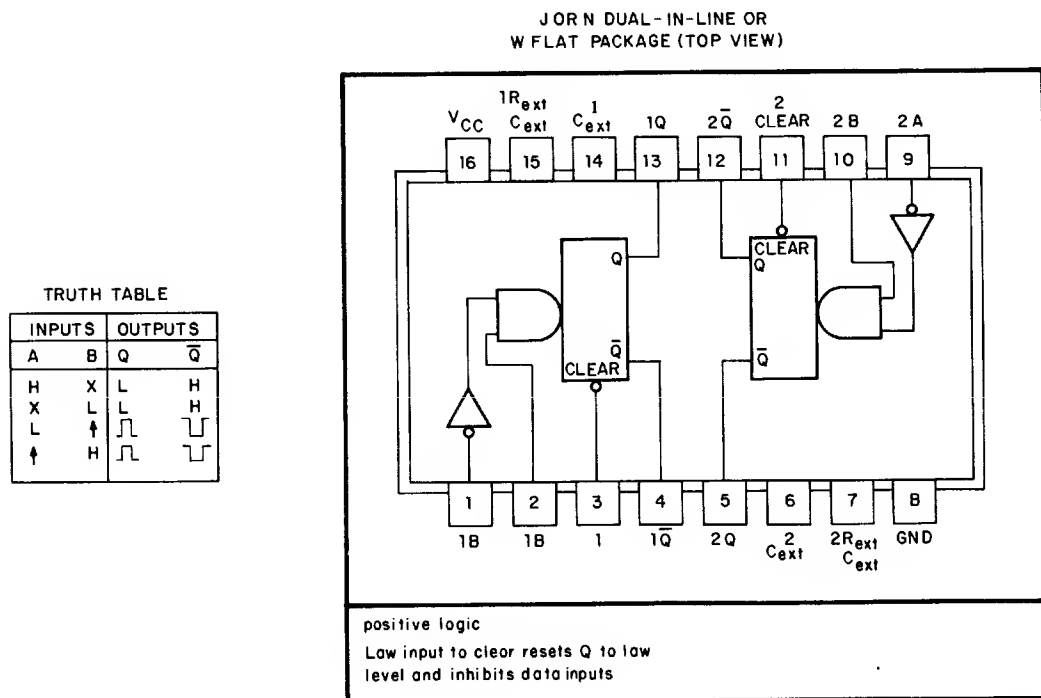 J OR N DUAL-IN-LINE OR
W FLAT PACKAGE (TOP VIEW)
VCC
1Rext
Cext
1
Cext
1Q
2Q̅
2
CLEAR
2B
2A
16
15
14
13
12
11
10
9
Q
CLEAR
Q
Q̅
CLEAR
Q̅
1
2
3
4
5
6
7
8
1B
1B
1
1Q̅
2Q
2
Cext
2Rext
Cext
GND
TRUTH TABLE
INPUTS OUTPUTS
A B Q Q̅
H X L H
X L L H
L ↑
↑ H
positive logic
Law input to cleor resets Q to law
level and inhibits data inputs